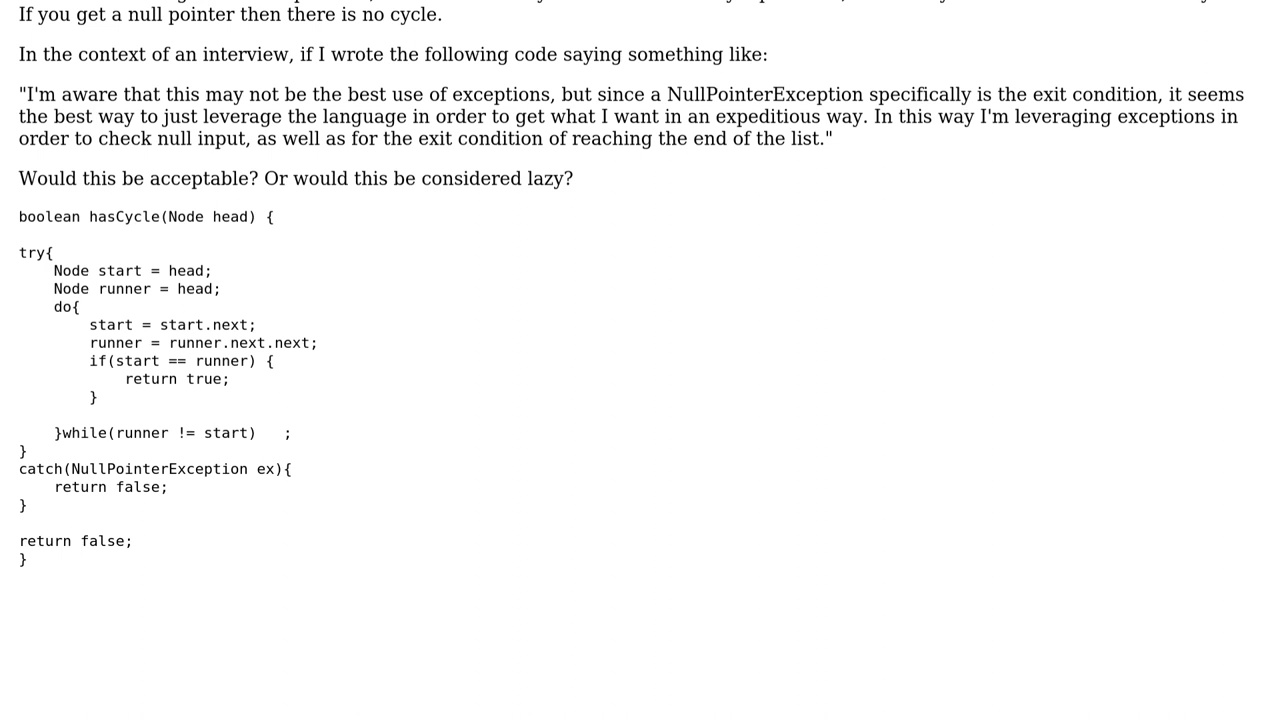 If you get a null pointer then there is no cycle.
In the context of an interview, if I wrote the following code saying something like:
"I'm aware that this may not be the best use of exceptions, but since a NullPointerException specifically is the exit condition, it seems
the best way to just leverage the language in order to get what I want in an expeditious way. In this way I'm leveraging exceptions in
order to check null input, as well as for the exit condition of reaching the end of the list."
Would this be acceptable? Or would this be considered lazy?
boolean hasCycle(Node head) {
try{
    Node start = head;
    Node runner = head;
    do{
        start = start.next;
        runner = runner.next.next;
        if(start == runner) {
            return true;
        }
    }while(runner != start)   ;
}
catch(NullPointerException ex){
    return false;
}
return false;
}